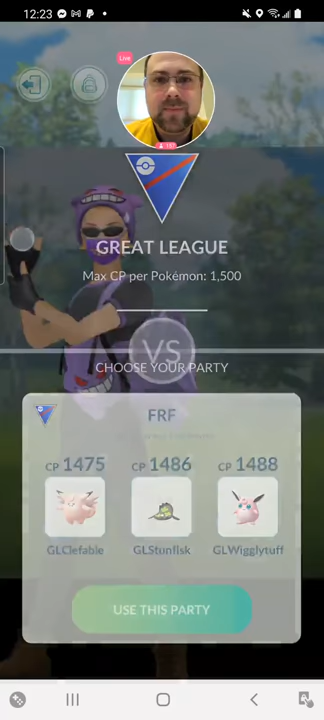 12:23
Live
GREAT LEAGUE
Max CP per Pokémon: 1,500
VS
CHOOSE YOUR PARTY
FRF
CP 1475 CP 1486 CP 1488
GLClefable GLStunfisk GLWigglytuff
USE THIS PARTY